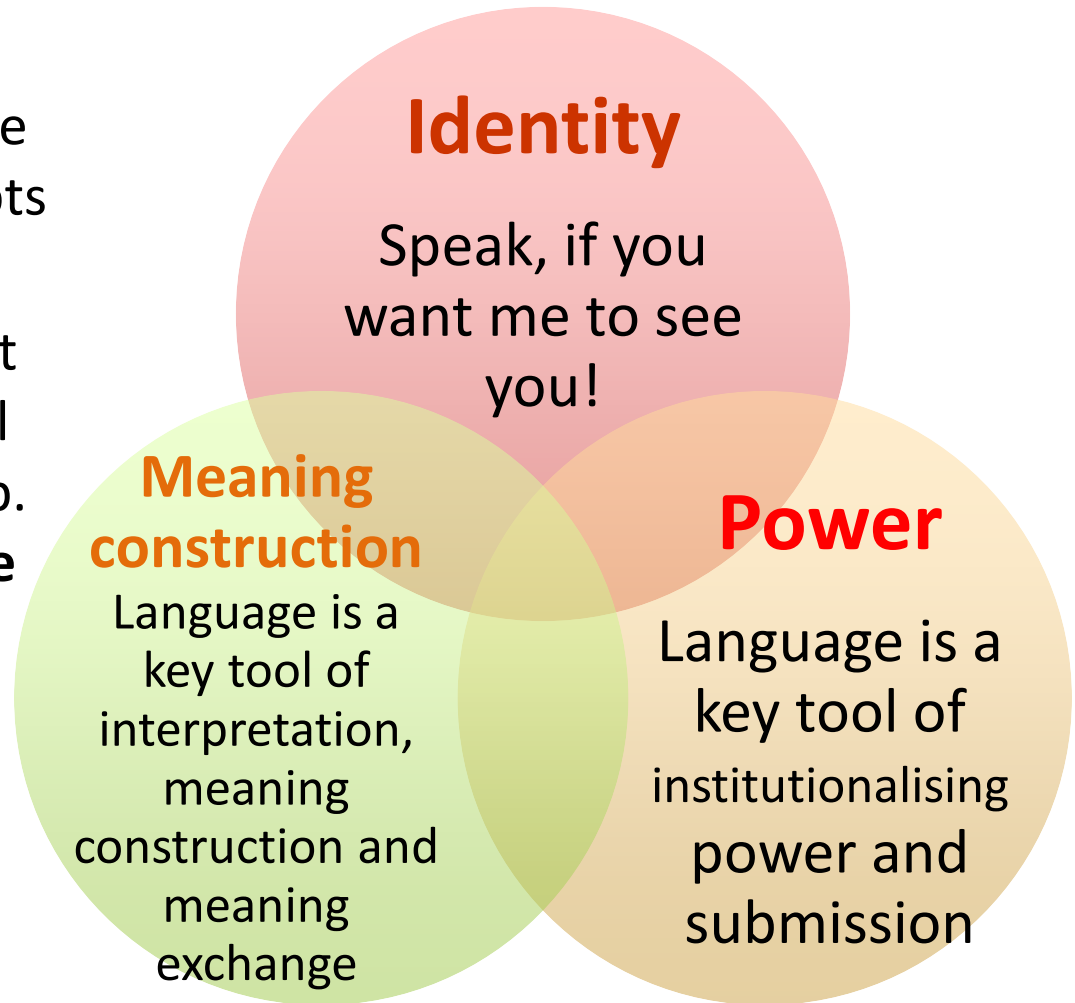 Identity
Speak, if you
want me to see
you!
Meaning
construction
Language is a
key tool of
interpretation,
meaning
construction and
meaning
exchange
Power
Language is a
key tool of
institutionalising
power and
submission